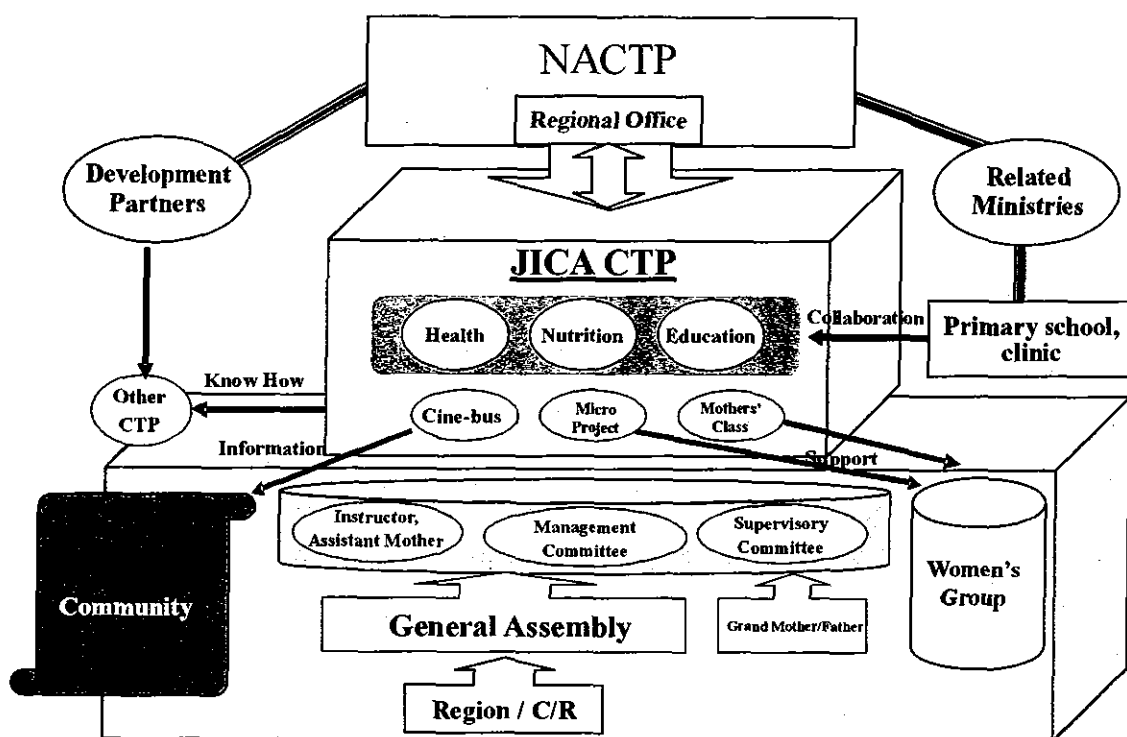 NACTP
Regional Office
Development
Partners
Related
Ministries
JICA CTP
Health
Nutrition
Education
Collaboration
Primary school,
clinic
Other
CTP
Know How
Cine-bus
Micro
Project
Mothers'
Class
Information
Support
Instructor,
Assistant Mother
Management
Committee
Supervisory
Committee
Community
Women's
Group
General Assembly
Grand Mother/Father
Region / C/R